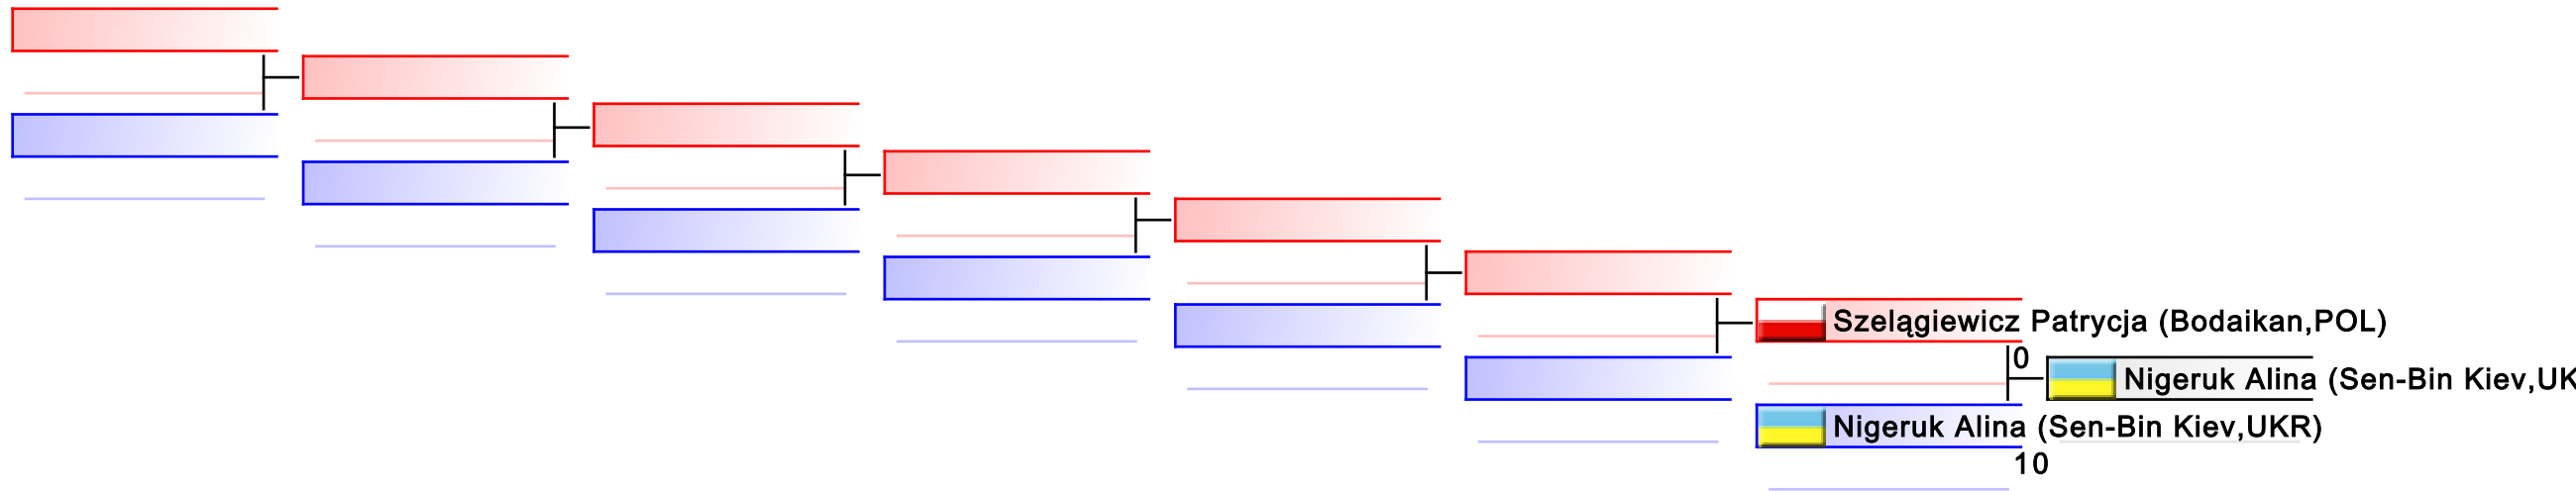 Szelągiewicz Patrycja (Bodaikan,POL)
0
Nigeruk Alina (Sen-Bin Kiev,UK
Nigeruk Alina (Sen-Bin Kiev,UKR)
10